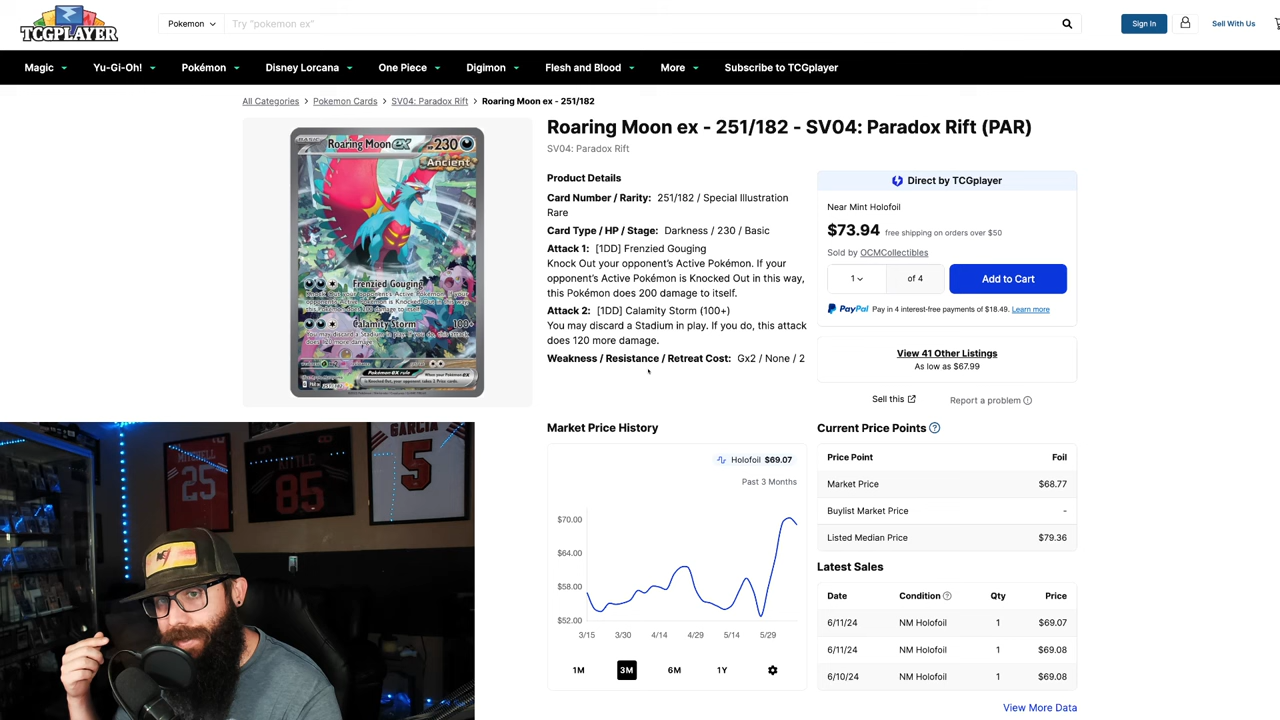 TCGPLAYER
Pokemon
Try "pokemon ex"
Sign In
Sell With Us
Magic
Yu-Gi-Oh!
Pokémon
Disney Lorcana
One Piece
Digimon
Flesh and Blood
More
Subscribe to TCGplayer
All Categories > Pokemon Cards > SV04: Paradox Rift > Roaring Moon ex - 251/182
BASIC
Roaring Moon ex
230
Ancient
Frenzied Gouging
Calamity Storm 100+
Pokémon ex rule
Roaring Moon ex - 251/182 - SV04: Paradox Rift (PAR)
SV04: Paradox Rift
Product Details
Card Number / Rarity: 251/182 / Special Illustration
Rare
Card Type / HP / Stage: Darkness / 230 / Basic
Attack 1: [1DD] Frenzied Gouging
Knock Out your opponent's Active Pokémon. If your
opponent's Active Pokémon is Knocked Out in this way,
this Pokémon does 200 damage to itself.
Attack 2: [1DD] Calamity Storm (100+)
You may discard a Stadium in play. If you do, this attack
does 120 more damage.
Weakness / Resistance / Retreat Cost: Gx2 / None / 2
Direct by TCGplayer
Near Mint Holofoil
$73.94 free shipping on orders over $50
Sold by OCMCollectibles
1
of 4
Add to Cart
PayPal Pay in 4 interest-free payments of $18.49. Learn more
View 41 Other Listings
As low as $67.99
Sell this
Report a problem
Market Price History
Holofoil $69.07
Past 3 Months
$70.00
$64.00
$58.00
$52.00
3/15
3/30
4/14
4/29
5/14
5/29
1M
3M
6M
1Y
Current Price Points
Price Point Foil
Market Price $68.77
Buylist Market Price -
Listed Median Price $79.36
Latest Sales
Date Condition Qty Price
6/11/24 NM Holofoil 1 $69.07
6/11/24 NM Holofoil 1 $69.08
6/10/24 NM Holofoil 1 $69.08
View More Data
MITCHELL
25
KITTLE
85
GARCIA
5